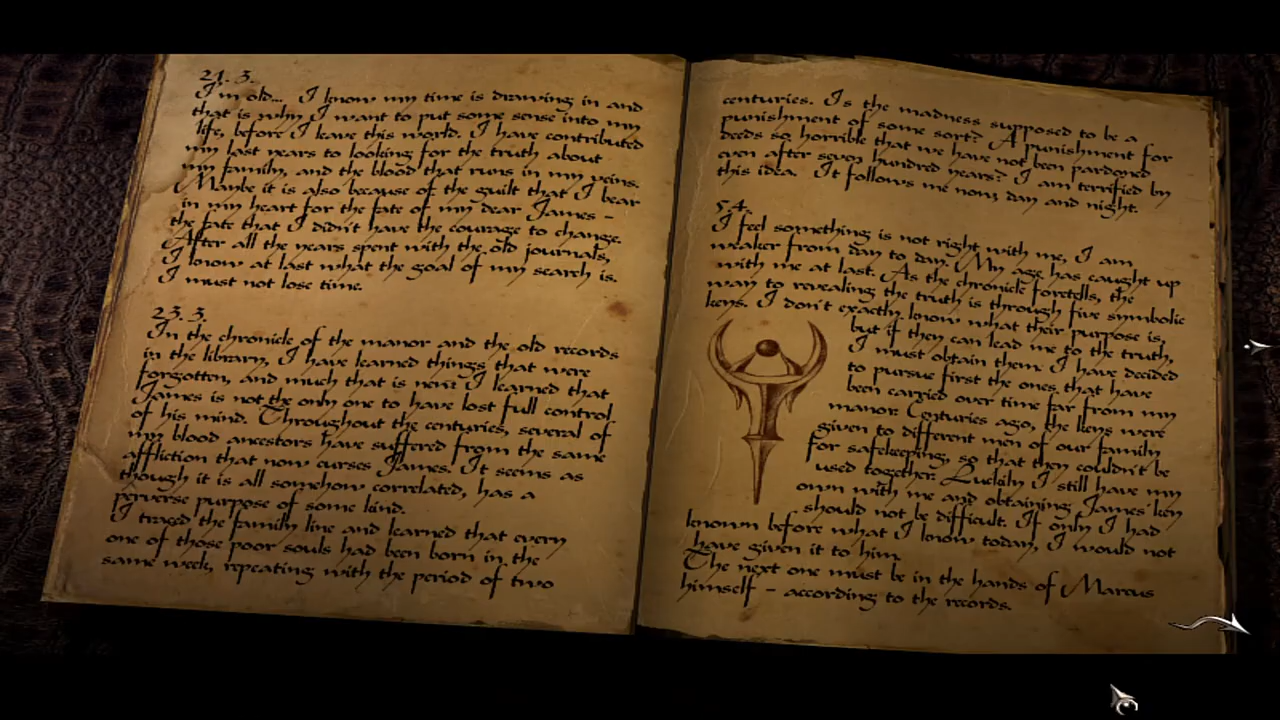 21. 3.
I'm old... I know my time is drawing in and
that is why I want to put some sense into my
life, before I leave this world. I have contributed
my last years to looking for the truth about
my family, and the blood that runs in my veins.
Maybe it is also because of the guilt that I bear
in my heart for the fate of my dear James -
the fate that I didn't have the courage to change.
After all the years spent with the old journals,
I know at last what the goal of my search is.
I must not lose time.
23. 3.
In the chronicle of the manor and the old records
in the library, I have learned things that were
forgotten, and much that is new. I learned that
James is not the only one to have lost full control
of his mind. Throughout the centuries, several of
my blood ancestors have suffered from the same
affliction that now curses James. It seems as
though it is all somehow correlated, has a
perverse purpose of some kind.
I traced the family line and learned that every
one of those poor souls had been born in the
same week, repeating with the period of two
centuries. Is the madness supposed to be a
punishment of some sort? A punishment for
deeds so horrible that we have not been pardoned
even after seven hundred years? I am terrified by
this idea. It follows me now, day and night.
5.4.
I feel something is not right with me, I am
weaker from day to day. My age has caught up
with me at last. As the chronicle foretells, the
way to revealing the truth is through five symbolic
keys. I don't exactly know what their purpose is,
but if they can lead me to the truth,
I must obtain them. I have decided
to pursue first the ones that have
been carried over time far from my
manor. Centuries ago, the keys were
given to different men of our family
for safekeeping, so that they couldn't be
used together. Luckily I still have my
own with me and obtaining James' key
should not be difficult. If only I had
known before what I know today, I would not
have given it to him.
The next one must be in the hands of Marcus
himself - according to the records.